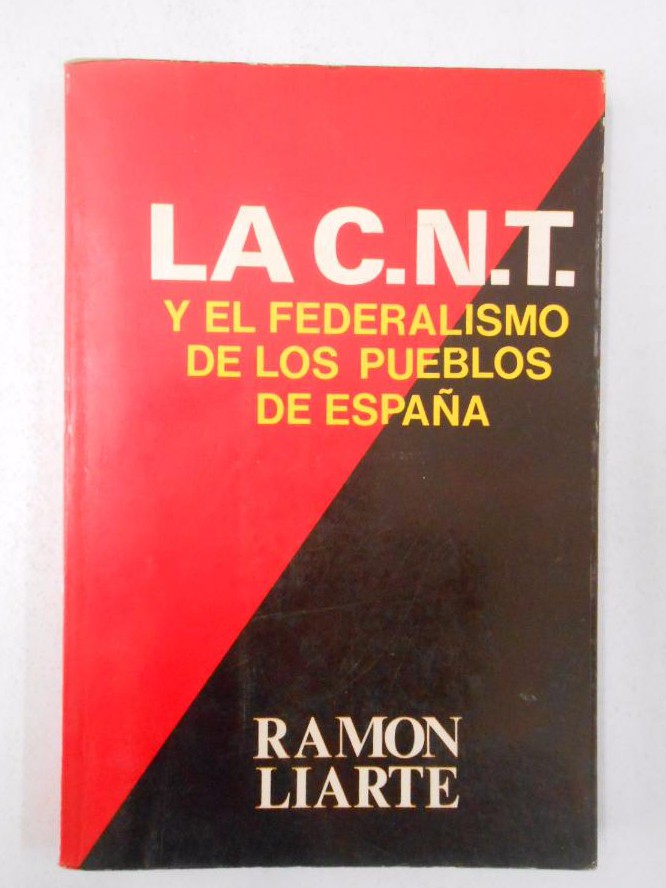 LA C.N.T.
Y EL FEDERALISMO
DE LOS PUEBLOS
DE ESPAÑA
RAMON
LIARTE